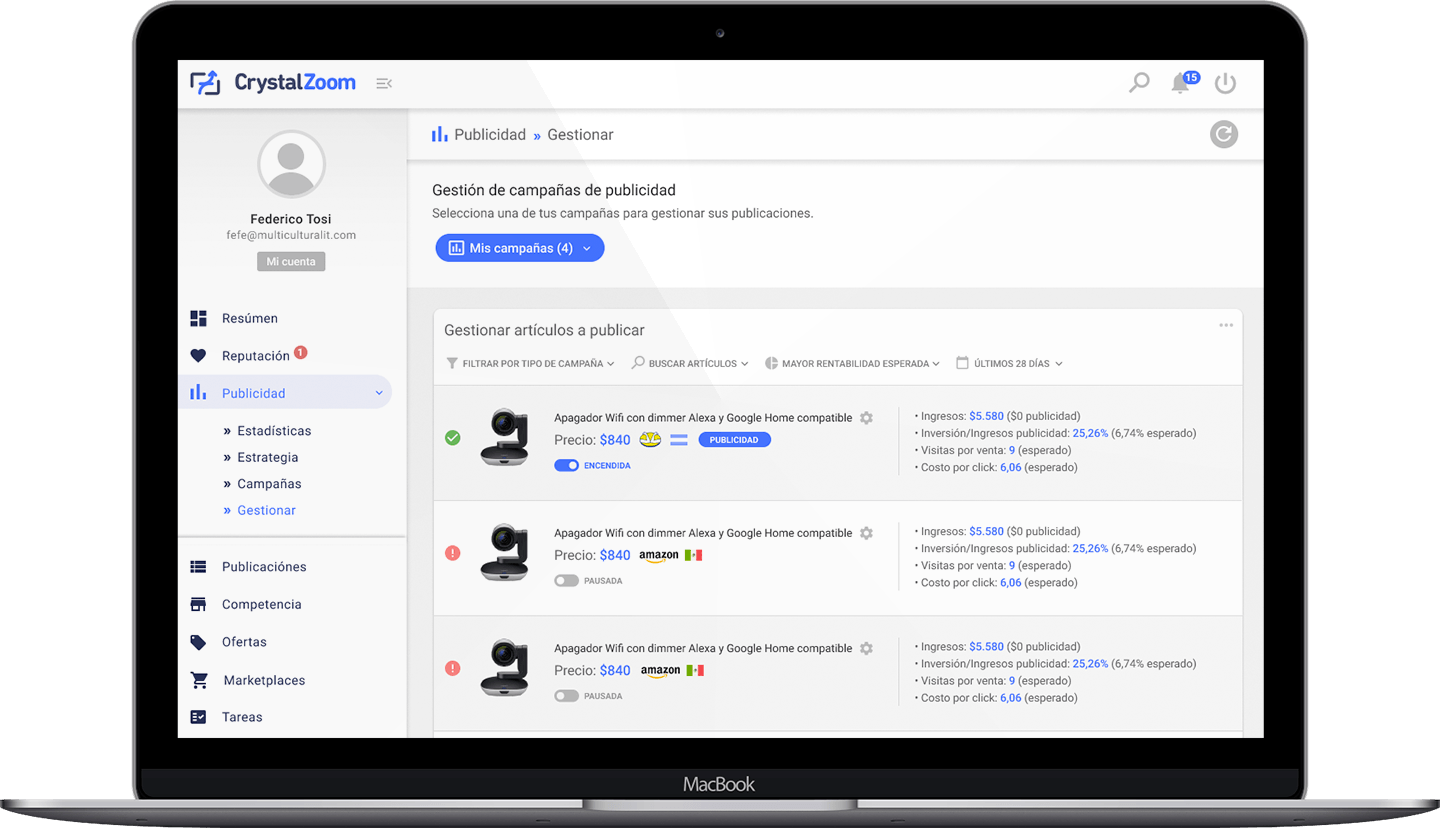 CrystalZoom
15
Publicidad » Gestionar
Federico Tosi
fefe@multiculturalit.com
Mi cuenta
Resúmen
Reputación 1
Publicidad
» Estadísticas
» Estrategia
» Campañas
» Gestionar
Publicaciónes
Competencia
Ofertas
Marketplaces
Tareas
Gestión de campañas de publicidad
Selecciona una de tus campañas para gestionar sus publicaciones.
Mis campañas (4)
Gestionar artículos a publicar
FILTRAR POR TIPO DE CAMPAÑA BUSCAR ARTÍCULOS MAYOR RENTABILIDAD ESPERADA ÚLTIMOS 28 DÍAS
Apagador Wifi con dimmer Alexa y Google Home compatible
Precio: $840 PUBLICIDAD
ENCENDIDA
• Ingresos: $5.580 ($0 publicidad)
• Inversión/Ingresos publicidad: 25,26% (6,74% esperado)
• Visitas por venta: 9 (esperado)
• Costo por click: 6,06 (esperado)
Apagador Wifi con dimmer Alexa y Google Home compatible
Precio: $840 amazon
PAUSADA
• Ingresos: $5.580 ($0 publicidad)
• Inversión/Ingresos publicidad: 25,26% (6,74% esperado)
• Visitas por venta: 9 (esperado)
• Costo por click: 6,06 (esperado)
Apagador Wifi con dimmer Alexa y Google Home compatible
Precio: $840 amazon
PAUSADA
• Ingresos: $5.580 ($0 publicidad)
• Inversión/Ingresos publicidad: 25,26% (6,74% esperado)
• Visitas por venta: 9 (esperado)
• Costo por click: 6,06 (esperado)
MacBook